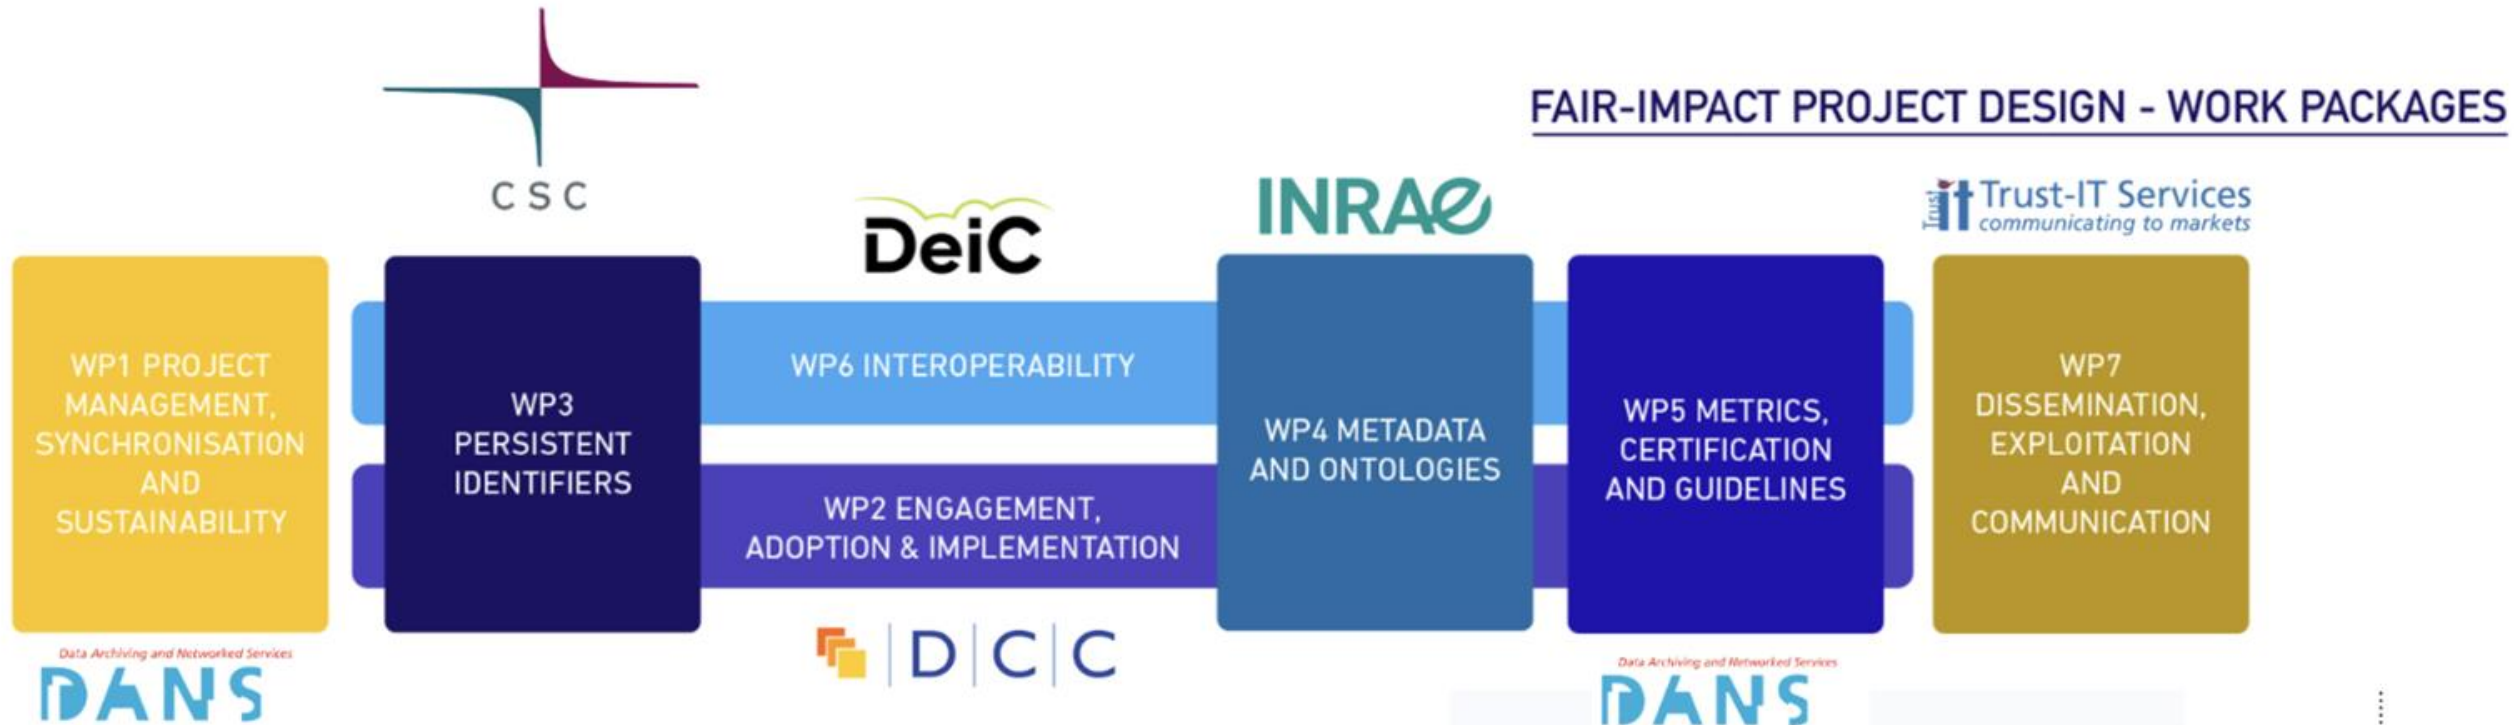 FAIR-IMPACT PROJECT DESIGN - WORK PACKAGES
CSC
DeiC
INRAE
Trust
it
Trust-IT Services
communicating to markets
WP1 PROJECT
MANAGEMENT,
SYNCHRONISATION
AND
SUSTAINABILITY
WP3
PERSISTENT
IDENTIFIERS
WP6 INTEROPERABILITY
WP2 ENGAGEMENT,
ADOPTION & IMPLEMENTATION
WP4 METADATA
AND ONTOLOGIES
WP5 METRICS,
CERTIFICATION
AND GUIDELINES
WP7
DISSEMINATION,
EXPLOITATION
AND
COMMUNICATION
Data Archiving and Networked Services
DANS
D|C|C
Data Archiving and Networked Services
DANS